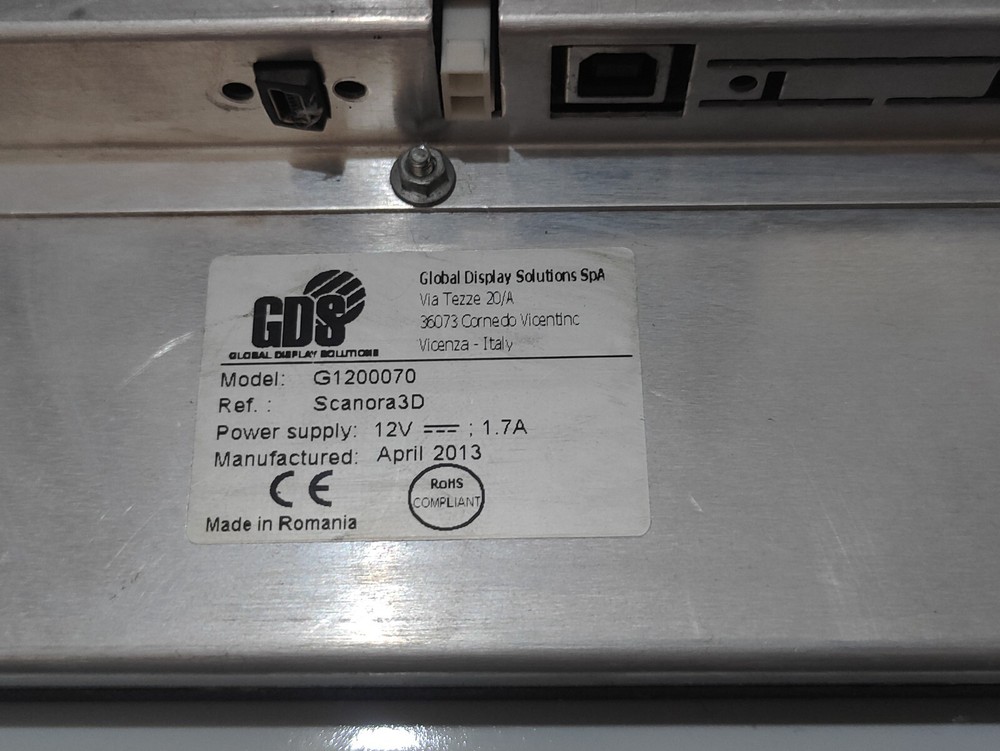 GDS
GLOBAL DISPLAY SOLUTIONS
Global Display Solutions SpA
Via Tezze 20/A
36073 Cornedo Vicentinc
Vicenza - Italy
Model: G1200070
Ref. : Scanora3D
Power supply: 12V ⎓ ; 1.7A
Manufactured: April 2013
CE
RoHS
COMPLIANT
Made in Romania